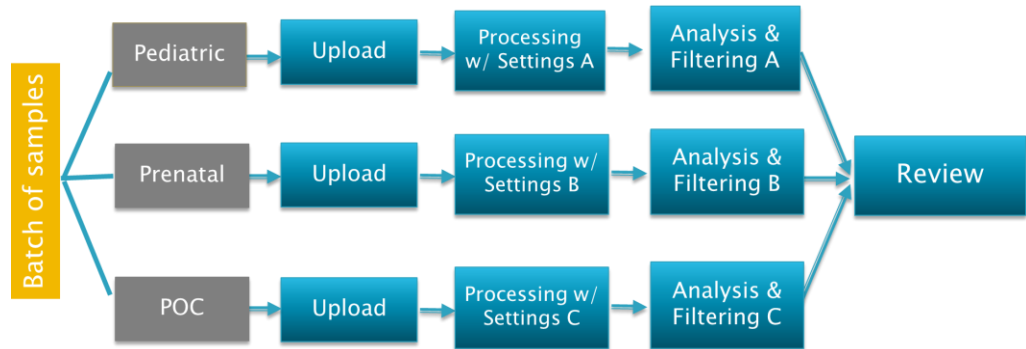 Batch of samples
Pediatric
Upload
Processing
w/ Settings A
Analysis &
Filtering A
Prenatal
Upload
Processing w/
Settings B
Analysis &
Filtering B
Review
POC
Upload
Processing w/
Settings C
Analysis &
Filtering C